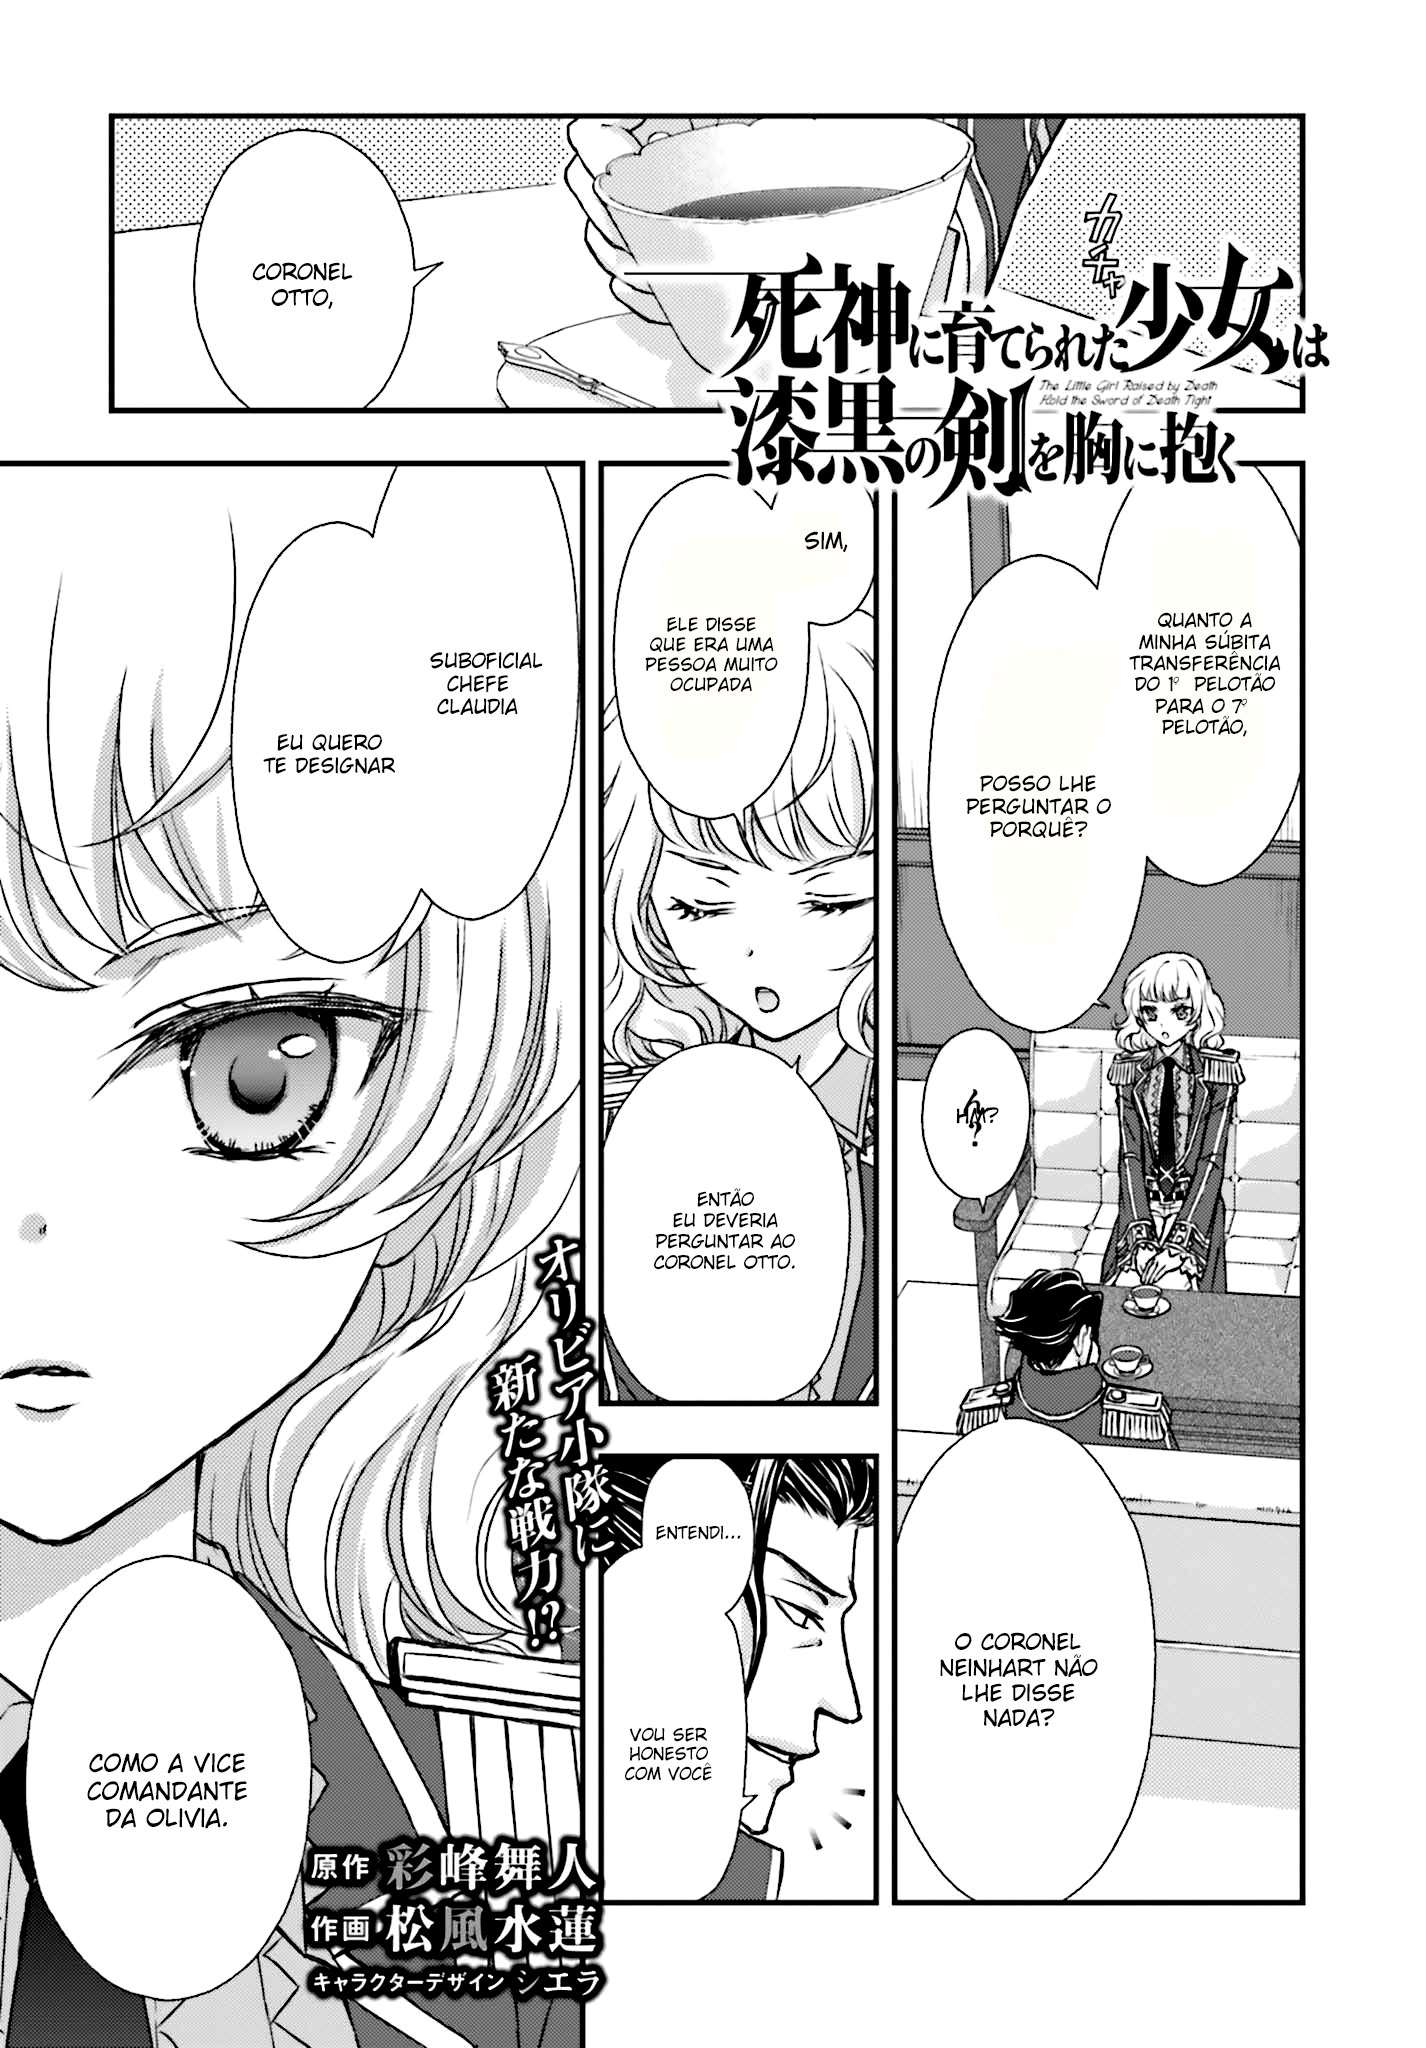 CORONEL
OTTO,
カチャ
死神に育てられた少女は
The Little Girl Raised by Death
Hold the Sword of Death Tight
漆黒の剣を胸に抱く
QUANTO A
MINHA SÚBITA
TRANSFERÊNCIA
DO 1º PELOTÃO
PARA O 7º
PELOTÃO,
POSSO LHE
PERGUNTAR O
PORQUÊ?
HM?
O CORONEL
NEINHART NÃO
LHE DISSE
NADA?
SIM,
ELE DISSE
QUE ERA UMA
PESSOA MUITO
OCUPADA
ENTÃO
EU DEVERIA
PERGUNTAR AO
CORONEL OTTO.
ENTENDI...
VOU SER
HONESTO
COM VOCÊ
SUBOFICIAL
CHEFE
CLAUDIA
EU QUERO
TE DESIGNAR
オリビア小隊に
新たな戦力!?
COMO A VICE
COMANDANTE
DA OLIVIA.
原作 彩峰舞人
作画 松風水蓮
キャラクターデザイン シエラ